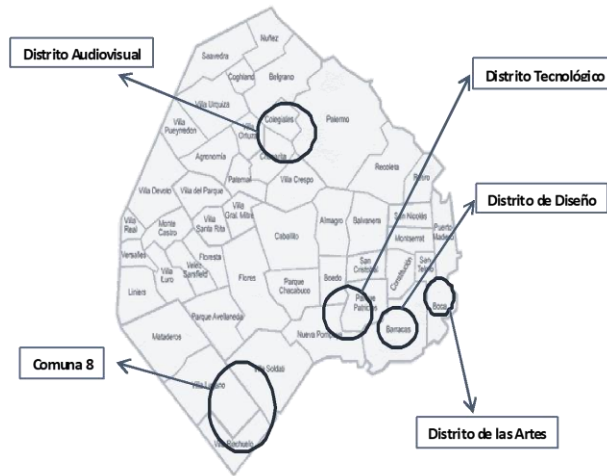 Distrito Audiovisual
Distrito Tecnológico
Distrito de Diseño
Comuna 8
Distrito de las Artes
Nuñez
Saavedra
Coghlan
Belgrano
Villa Urquiza
Colegiales
Palermo
Villa
Pueyrredon
Villa
Ortuzar
Agronomía
Paternal
Villa Crespo
Recoleta
Retiro
Villa Devoto
Villa del Parque
Villa
Gral. Mitre
Almagro
Balvanera
San Nicolás
Puerto
Madero
Villa
Real
Monte
Castro
Villa
Santa Rita
Caballito
Montserrat
Versalles
Floresta
San
Cristobal
Constitución
San
Telmo
Villa
Luro
Velez
Sarsfield
Flores
Parque
Chacabuco
Boedo
Liniers
Parque
Patricios
Boca
Parque Avellaneda
Mataderos
Nueva Pompeya
Barracas
Villa Soldati
Villa Lugano
Villa Riachuelo